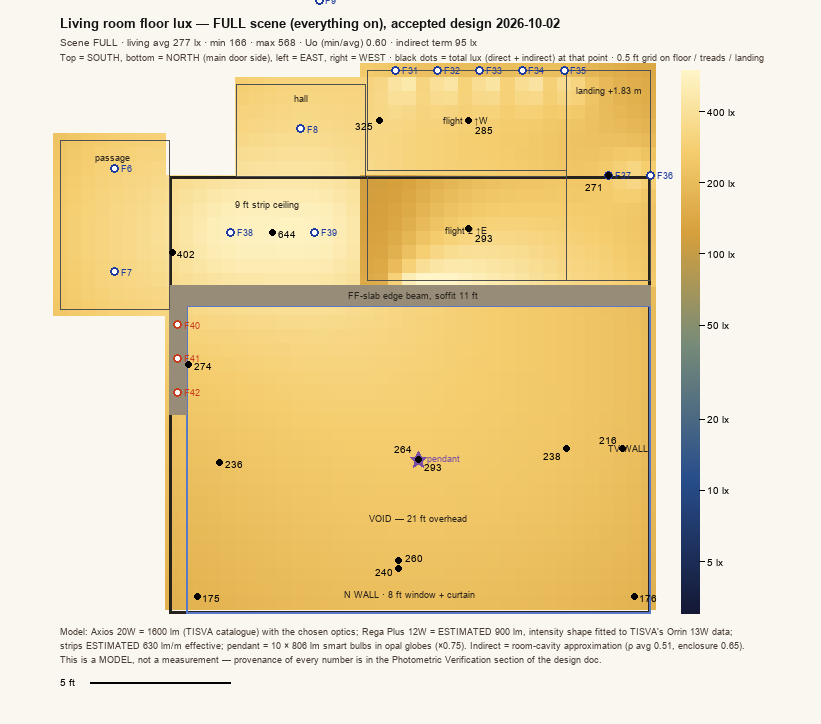 F9
Living room floor lux — FULL scene (everything on), accepted design 2026-10-02
Scene FULL · living avg 277 lx · min 166 · max 568 · Uo (min/avg) 0.60 · indirect term 95 lx
Top = SOUTH, bottom = NORTH (main door side), left = EAST, right = WEST · black dots = total lux (direct + indirect) at that point · 0.5 ft grid on floor / treads / landing
F31 F32 F33 F34 F35
landing +1.83 m
hall
400 lx
325
flight ↑W
285
F8
passage
F6
F37 F36
271
200 lx
9 ft strip ceiling
F38
644
F39
flight 2 ↑E
293
402
100 lx
F7
FF-slab edge beam, soffit 11 ft
F40
50 lx
F41
274
F42
20 lx
216
TV WALL
264
238
pendant
236
293
10 lx
VOID — 21 ft overhead
260
5 lx
240
N WALL · 8 ft window + curtain
175
176
Model: Axios 20W = 1600 lm (TISVA catalogue) with the chosen optics; Rega Plus 12W = ESTIMATED 900 lm, intensity shape fitted to TISVA's Orrin 13W data;
strips ESTIMATED 630 lm/m effective; pendant = 10 × 806 lm smart bulbs in opal globes (×0.75). Indirect = room-cavity approximation (ρ avg 0.51, enclosure 0.65).
This is a MODEL, not a measurement — provenance of every number is in the Photometric Verification section of the design doc.
5 ft